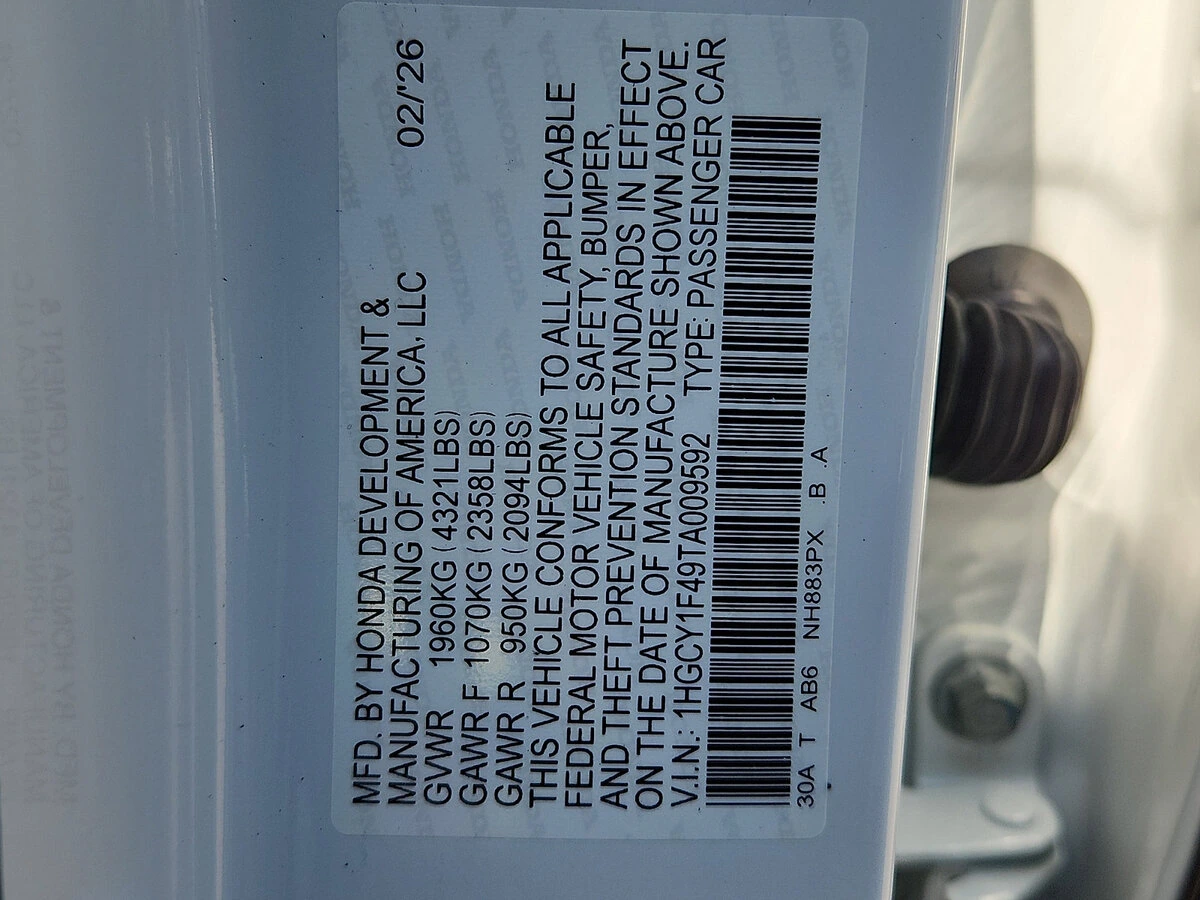 MFD. BY HONDA DEVELOPMENT &
MANUFACTURING OF AMERICA, LLC 02/'26
GVWR 1960KG (4321LBS)
GAWR F 1070KG (2358LBS)
GAWR R 950KG (2094LBS)
THIS VEHICLE CONFORMS TO ALL APPLICABLE
FEDERAL MOTOR VEHICLE SAFETY, BUMPER,
AND THEFT PREVENTION STANDARDS IN EFFECT
ON THE DATE OF MANUFACTURE SHOWN ABOVE.
V.I.N.: 1HGCY1F49TA009592 TYPE: PASSENGER CAR
30A T AB6 NH883PX .B .A